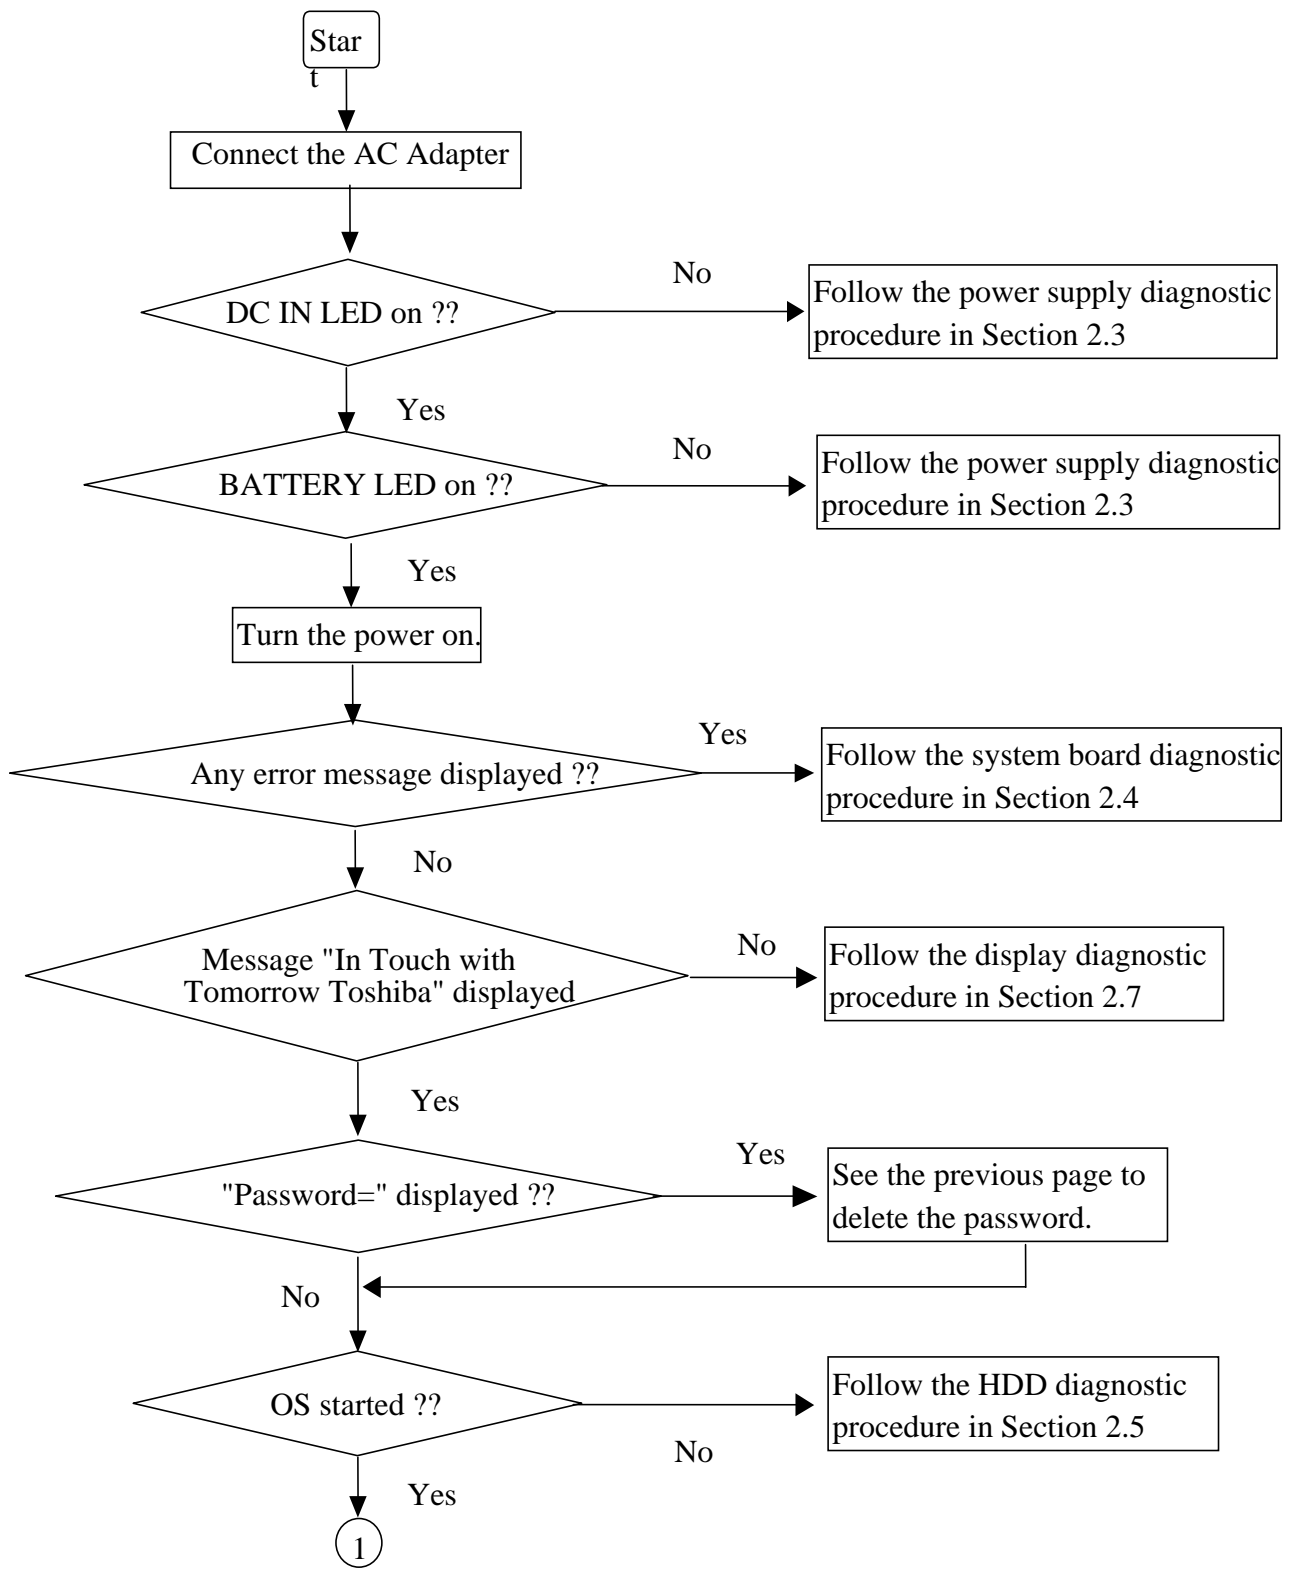 Star
t
Connect the AC Adapter
DC IN LED on ??
No
Follow the power supply diagnostic
procedure in Section 2.3
Yes
BATTERY LED on ??
No
Follow the power supply diagnostic
procedure in Section 2.3
Yes
Turn the power on.
Any error message displayed ??
Yes
Follow the system board diagnostic
procedure in Section 2.4
No
Message "In Touch with
Tomorrow Toshiba" displayed
No
Follow the display diagnostic
procedure in Section 2.7
Yes
"Password=" displayed ??
Yes
See the previous page to
delete the password.
No
OS started ??
No
Follow the HDD diagnostic
procedure in Section 2.5
Yes
1